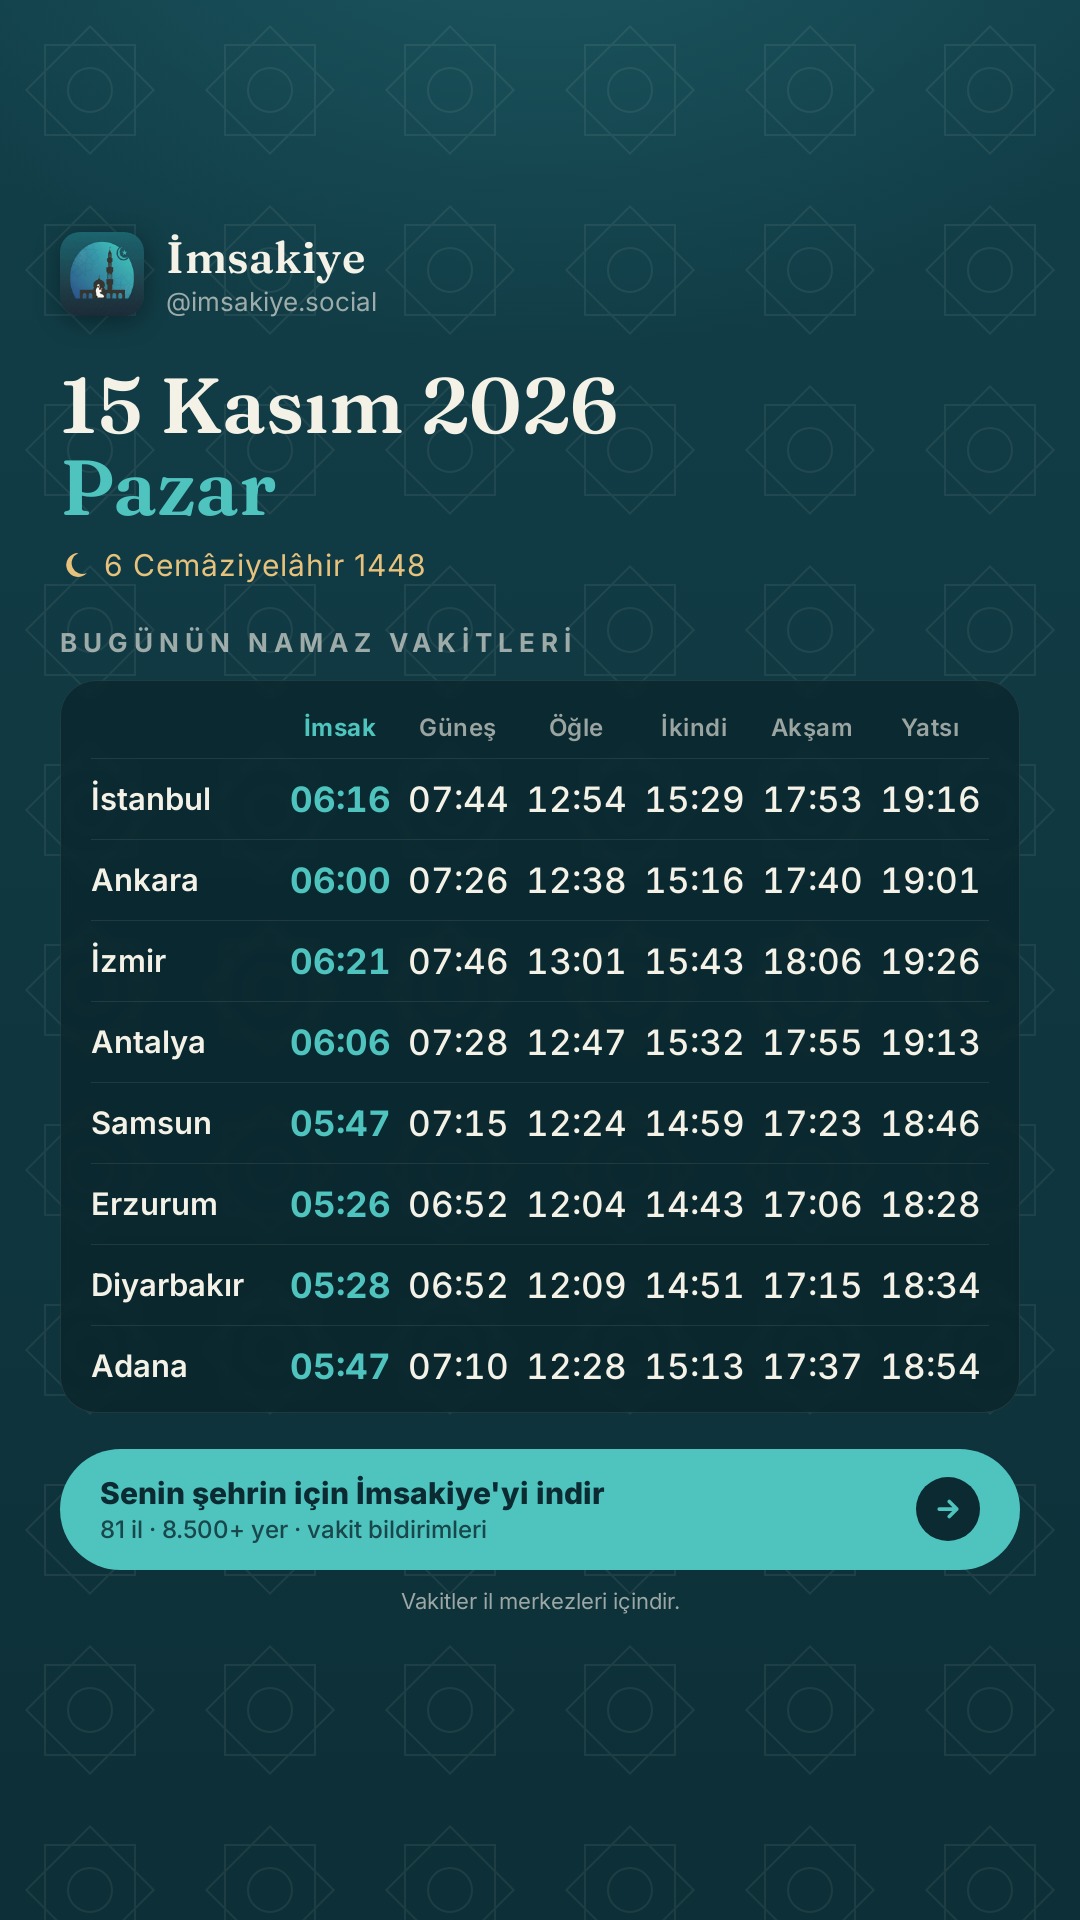 İmsakiye
@imsakiye.social
15 Kasım 2026
Pazar
6 Cemâziyelâhir 1448
BUGÜNÜN NAMAZ VAKİTLERİ
İmsak Güneş Öğle İkindi Akşam Yatsı
İstanbul 06:16 07:44 12:54 15:29 17:53 19:16
Ankara 06:00 07:26 12:38 15:16 17:40 19:01
İzmir 06:21 07:46 13:01 15:43 18:06 19:26
Antalya 06:06 07:28 12:47 15:32 17:55 19:13
Samsun 05:47 07:15 12:24 14:59 17:23 18:46
Erzurum 05:26 06:52 12:04 14:43 17:06 18:28
Diyarbakır 05:28 06:52 12:09 14:51 17:15 18:34
Adana 05:47 07:10 12:28 15:13 17:37 18:54
Senin şehrin için İmsakiye'yi indir
81 il · 8.500+ yer · vakit bildirimleri
Vakitler il merkezleri içindir.